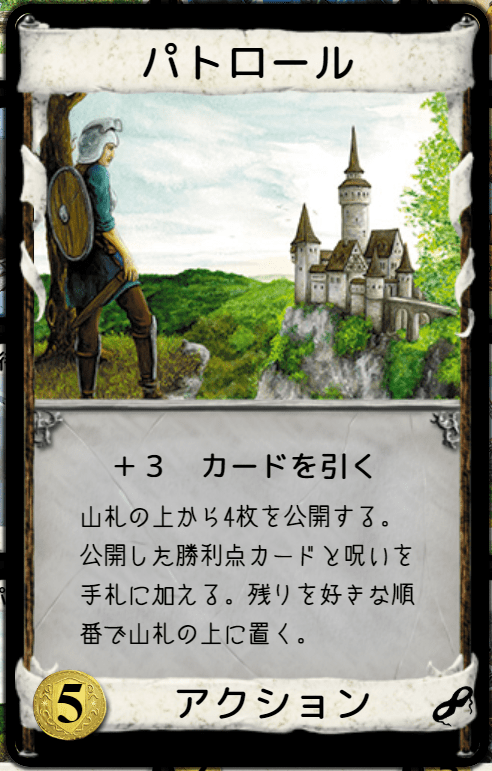 パトロール
+3 カードを引く
山札の上から4枚を公開する。
公開した勝利点カードと呪いを
手札に加える。残りを好きな順
番で山札の上に置く。
5 アクション